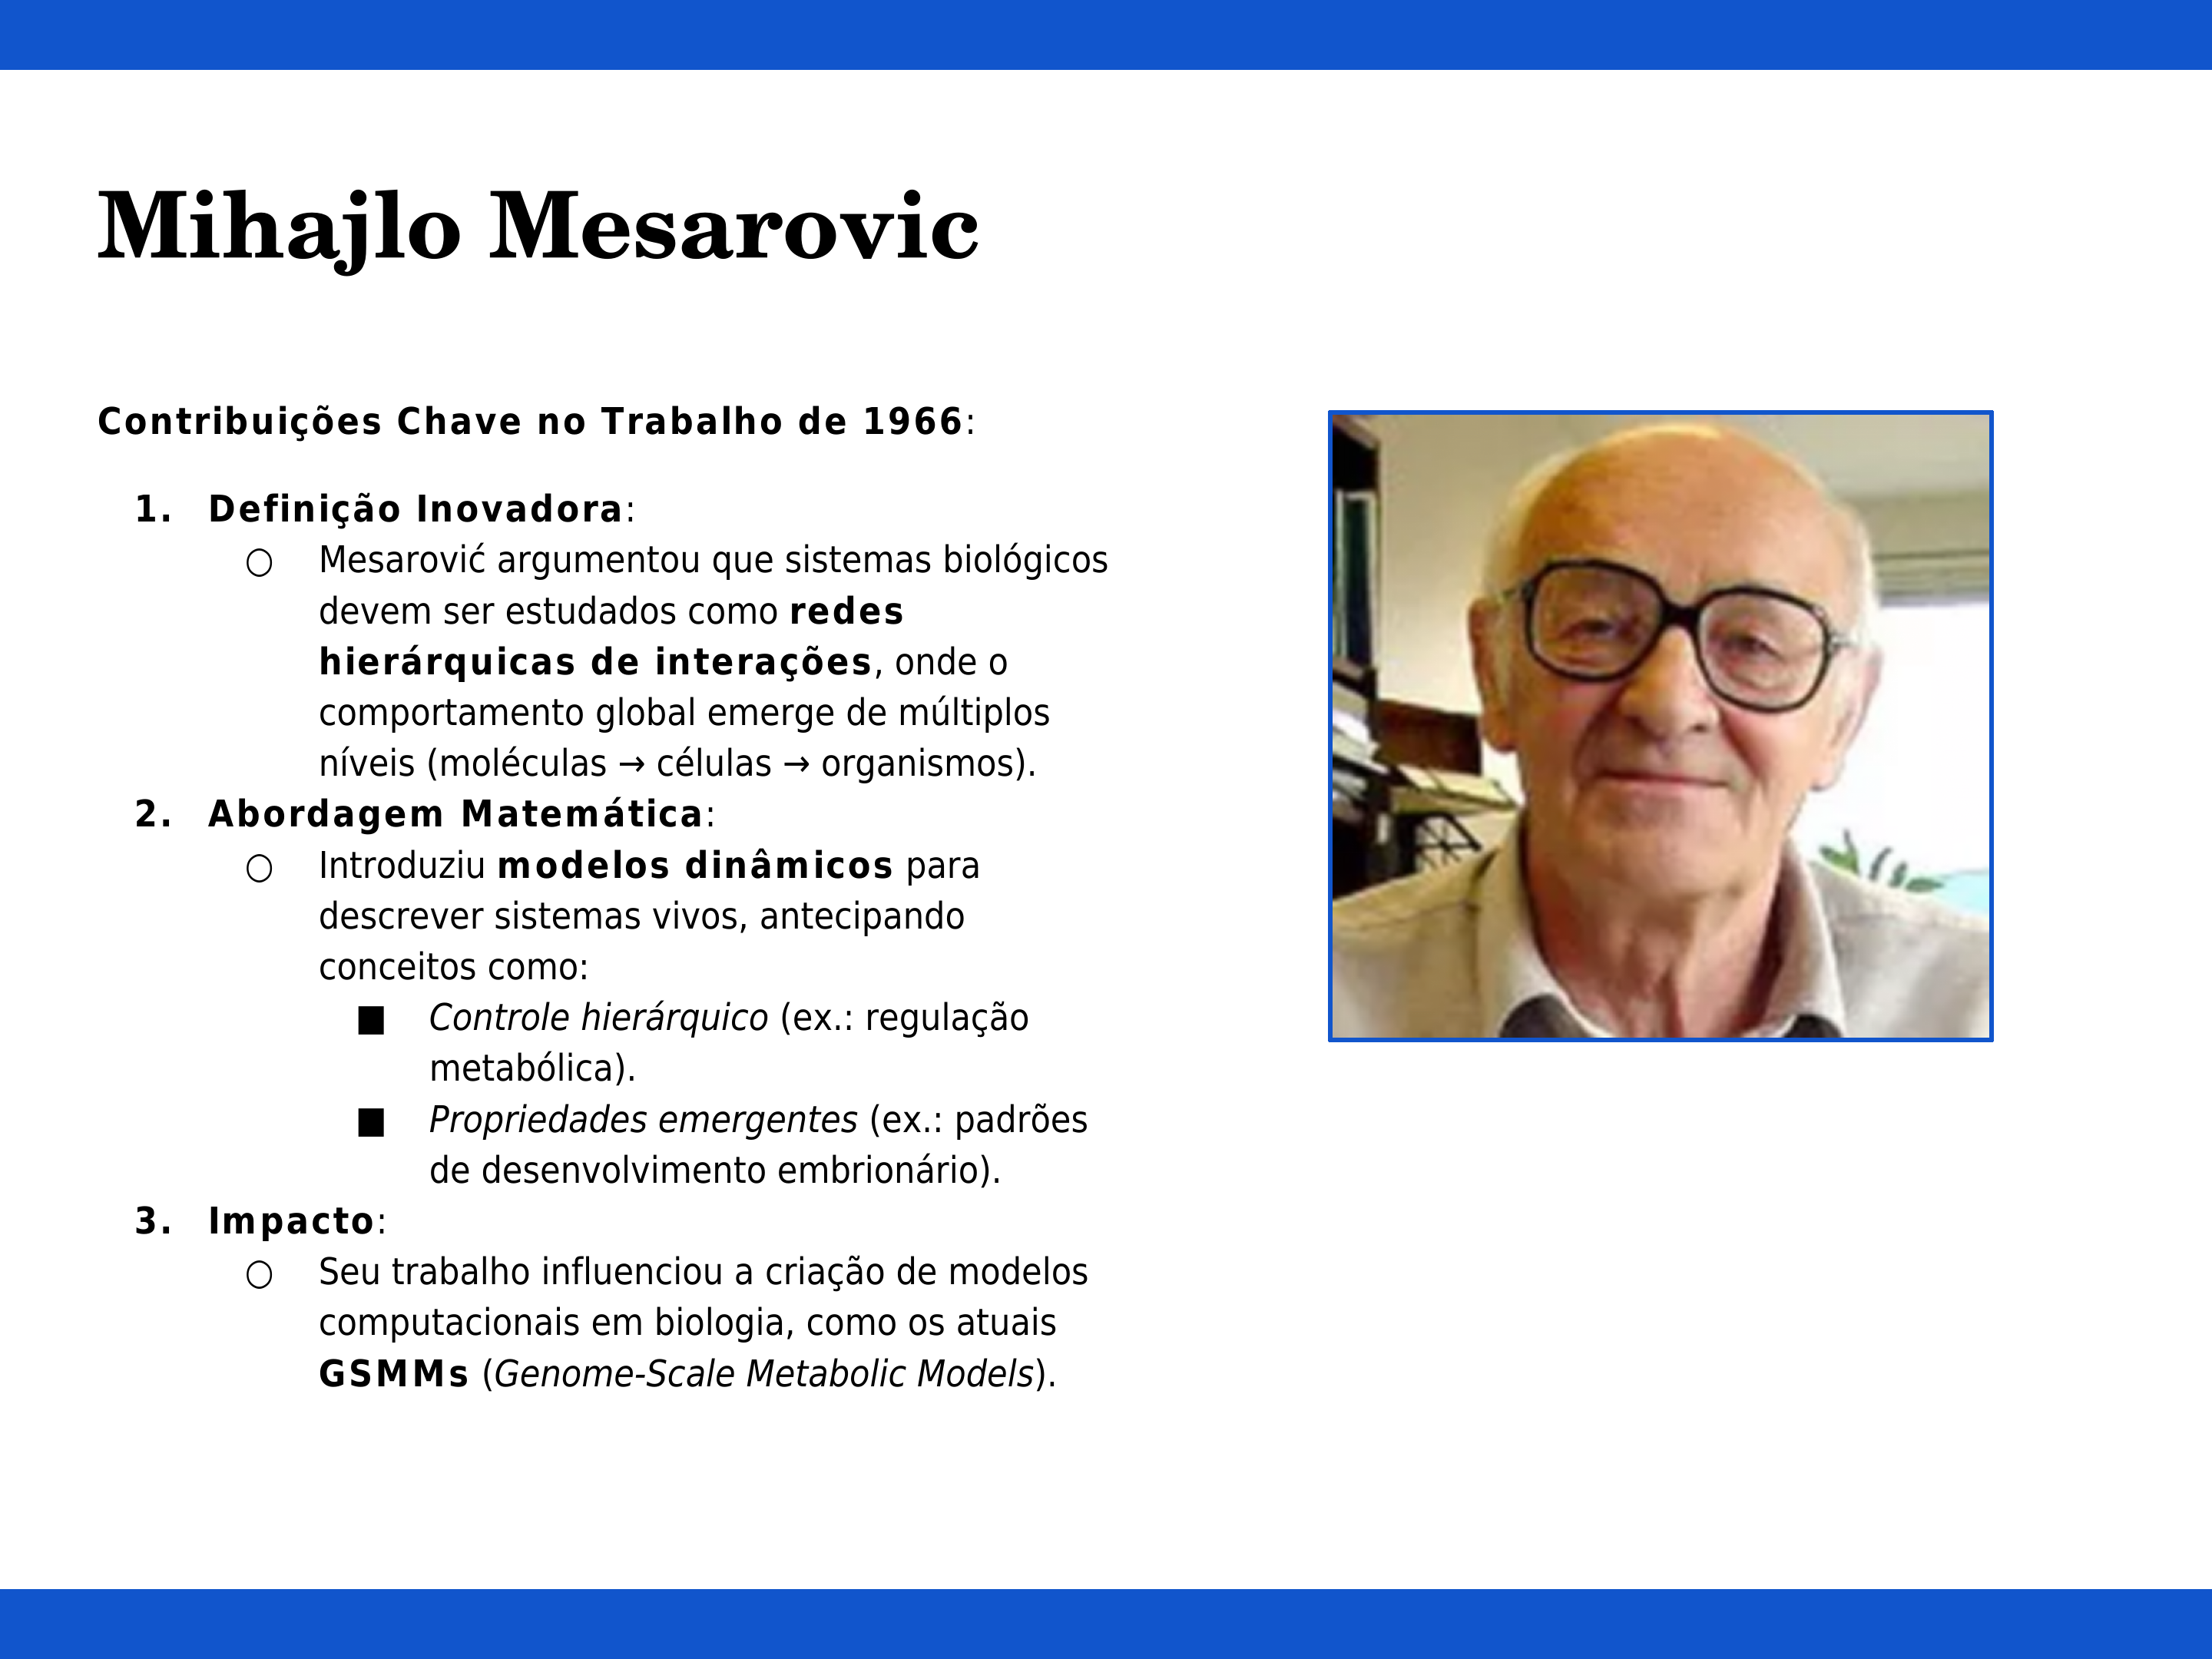 Mihajlo Mesarovic
Contribuições Chave no Trabalho de 1966:
1. Definição Inovadora:
○ Mesarović argumentou que sistemas biológicos
devem ser estudados como redes
hierárquicas de interações, onde o
comportamento global emerge de múltiplos
níveis (moléculas → células → organismos).
2. Abordagem Matemática:
○ Introduziu modelos dinâmicos para
descrever sistemas vivos, antecipando
conceitos como:
■ Controle hierárquico (ex.: regulação
metabólica).
■ Propriedades emergentes (ex.: padrões
de desenvolvimento embrionário).
3. Impacto:
○ Seu trabalho influenciou a criação de modelos
computacionais em biologia, como os atuais
GSMMs (Genome-Scale Metabolic Models).